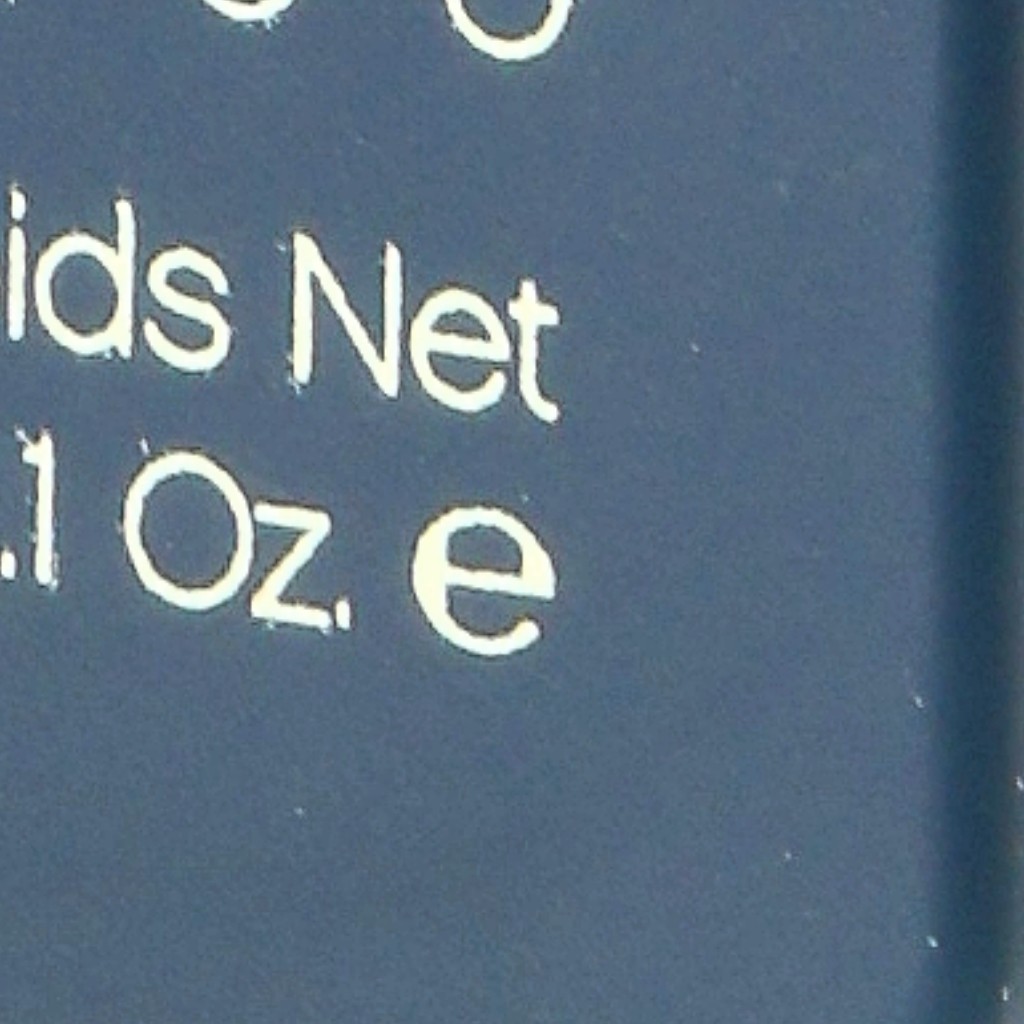 ids Net
.1 Oz. ℮